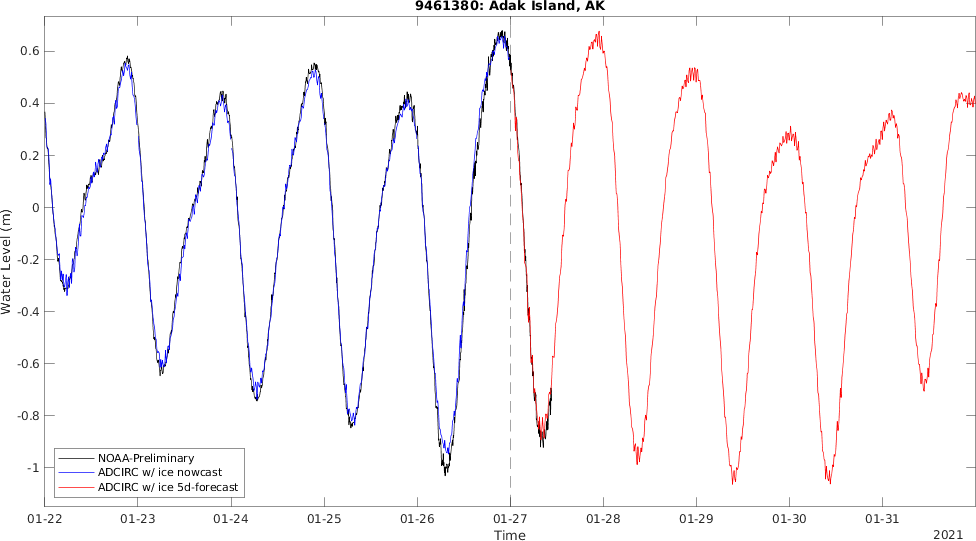 9461380: Adak Island, AK
Water Level (m)
0.6
0.4
0.2
0
-0.2
-0.4
-0.6
-0.8
-1
NOAA-Preliminary
ADCIRC w/ ice nowcast
ADCIRC w/ ice 5d-forecast
01-22 01-23 01-24 01-25 01-26 01-27 01-28 01-29 01-30 01-31
Time
2021